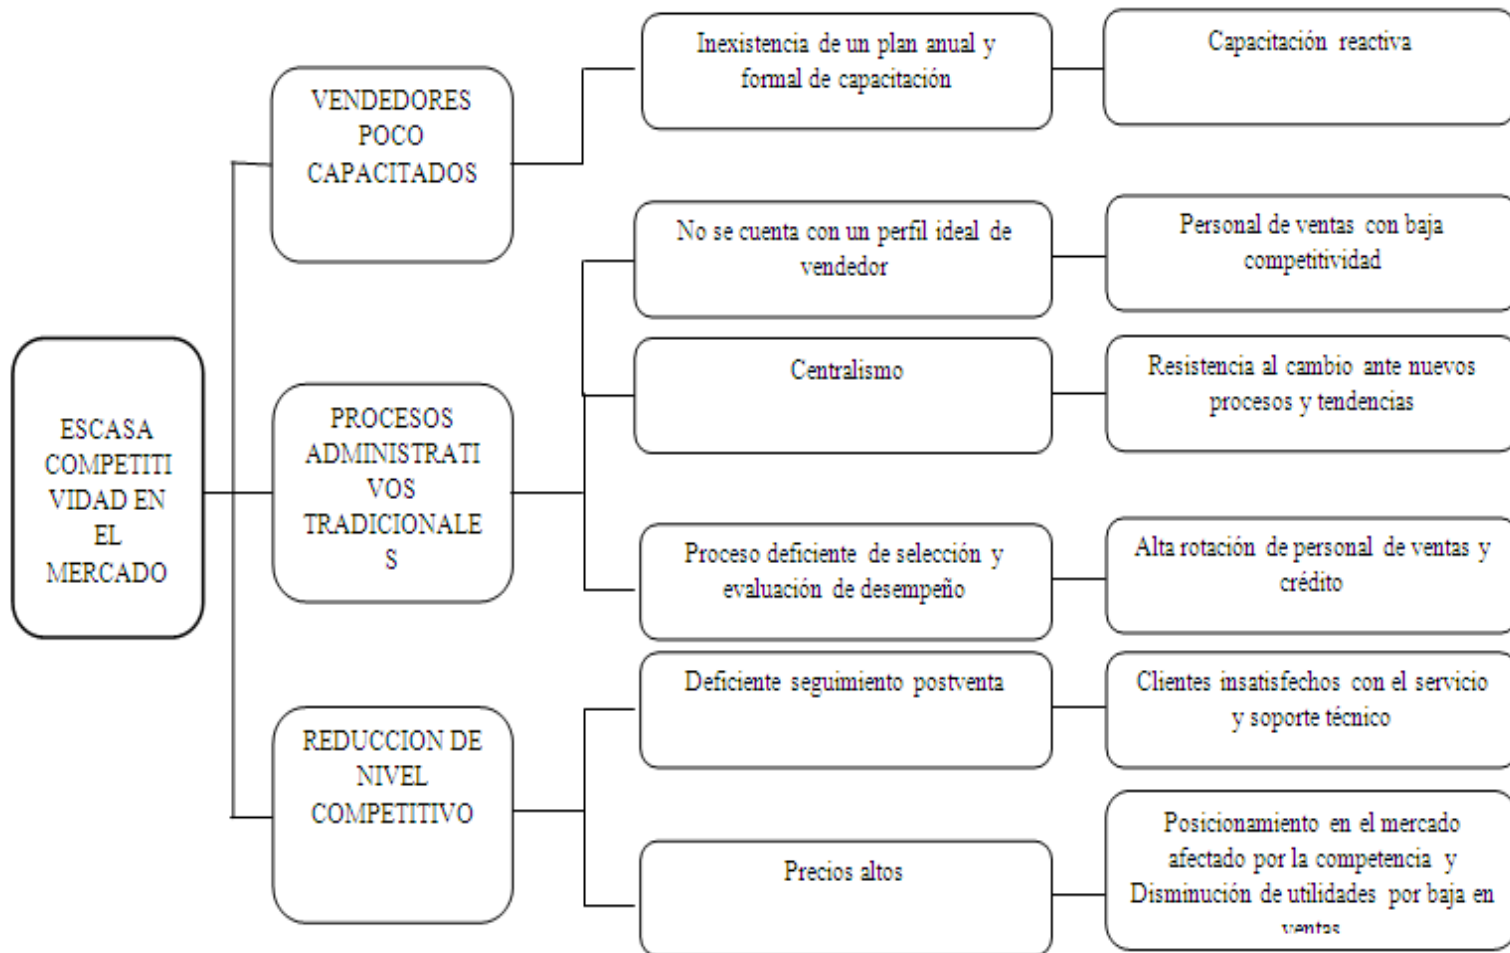 ESCASA
COMPETITI
VIDAD EN
EL
MERCADO
VENDEDORES
POCO
CAPACITADOS
Inexistencia de un plan anual y
formal de capacitación
Capacitación reactiva
PROCESOS
ADMINISTRATI
VOS
TRADICIONALE
S
No se cuenta con un perfil ideal de
vendedor
Personal de ventas con baja
competitividad
Centralismo
Resistencia al cambio ante nuevos
procesos y tendencias
Proceso deficiente de selección y
evaluación de desempeño
Alta rotación de personal de ventas y
crédito
REDUCCION DE
NIVEL
COMPETITIVO
Deficiente seguimiento postventa
Clientes insatisfechos con el servicio
y soporte técnico
Precios altos
Posicionamiento en el mercado
afectado por la competencia y
Disminución de utilidades por baja en
ventas